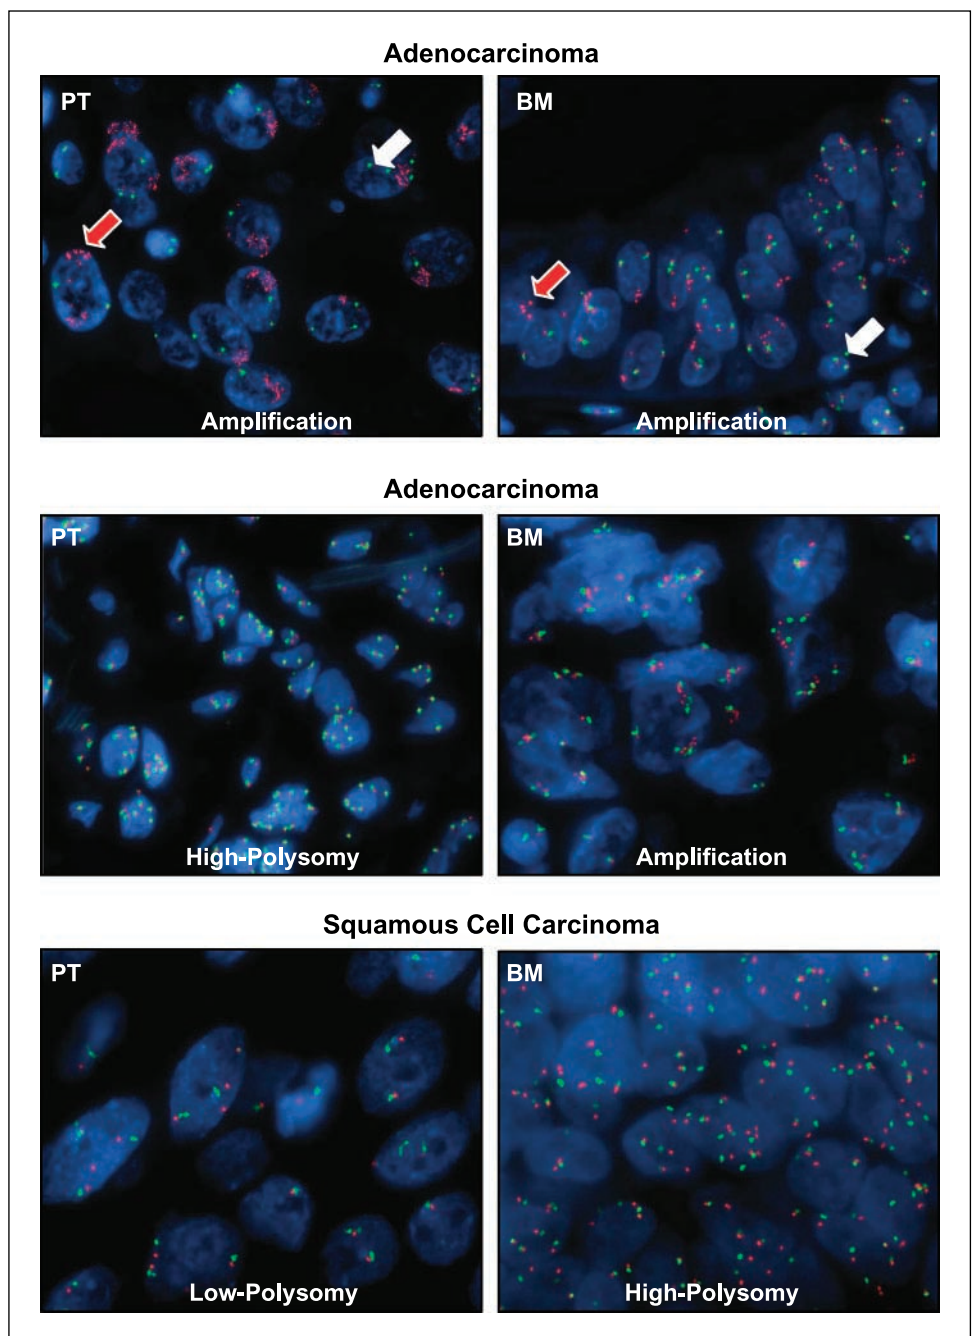 Adenocarcinoma
PT
BM
Amplification
Amplification
Adenocarcinoma
PT
BM
High-Polysomy
Amplification
Squamous Cell Carcinoma
PT
BM
Low-Polysomy
High-Polysomy